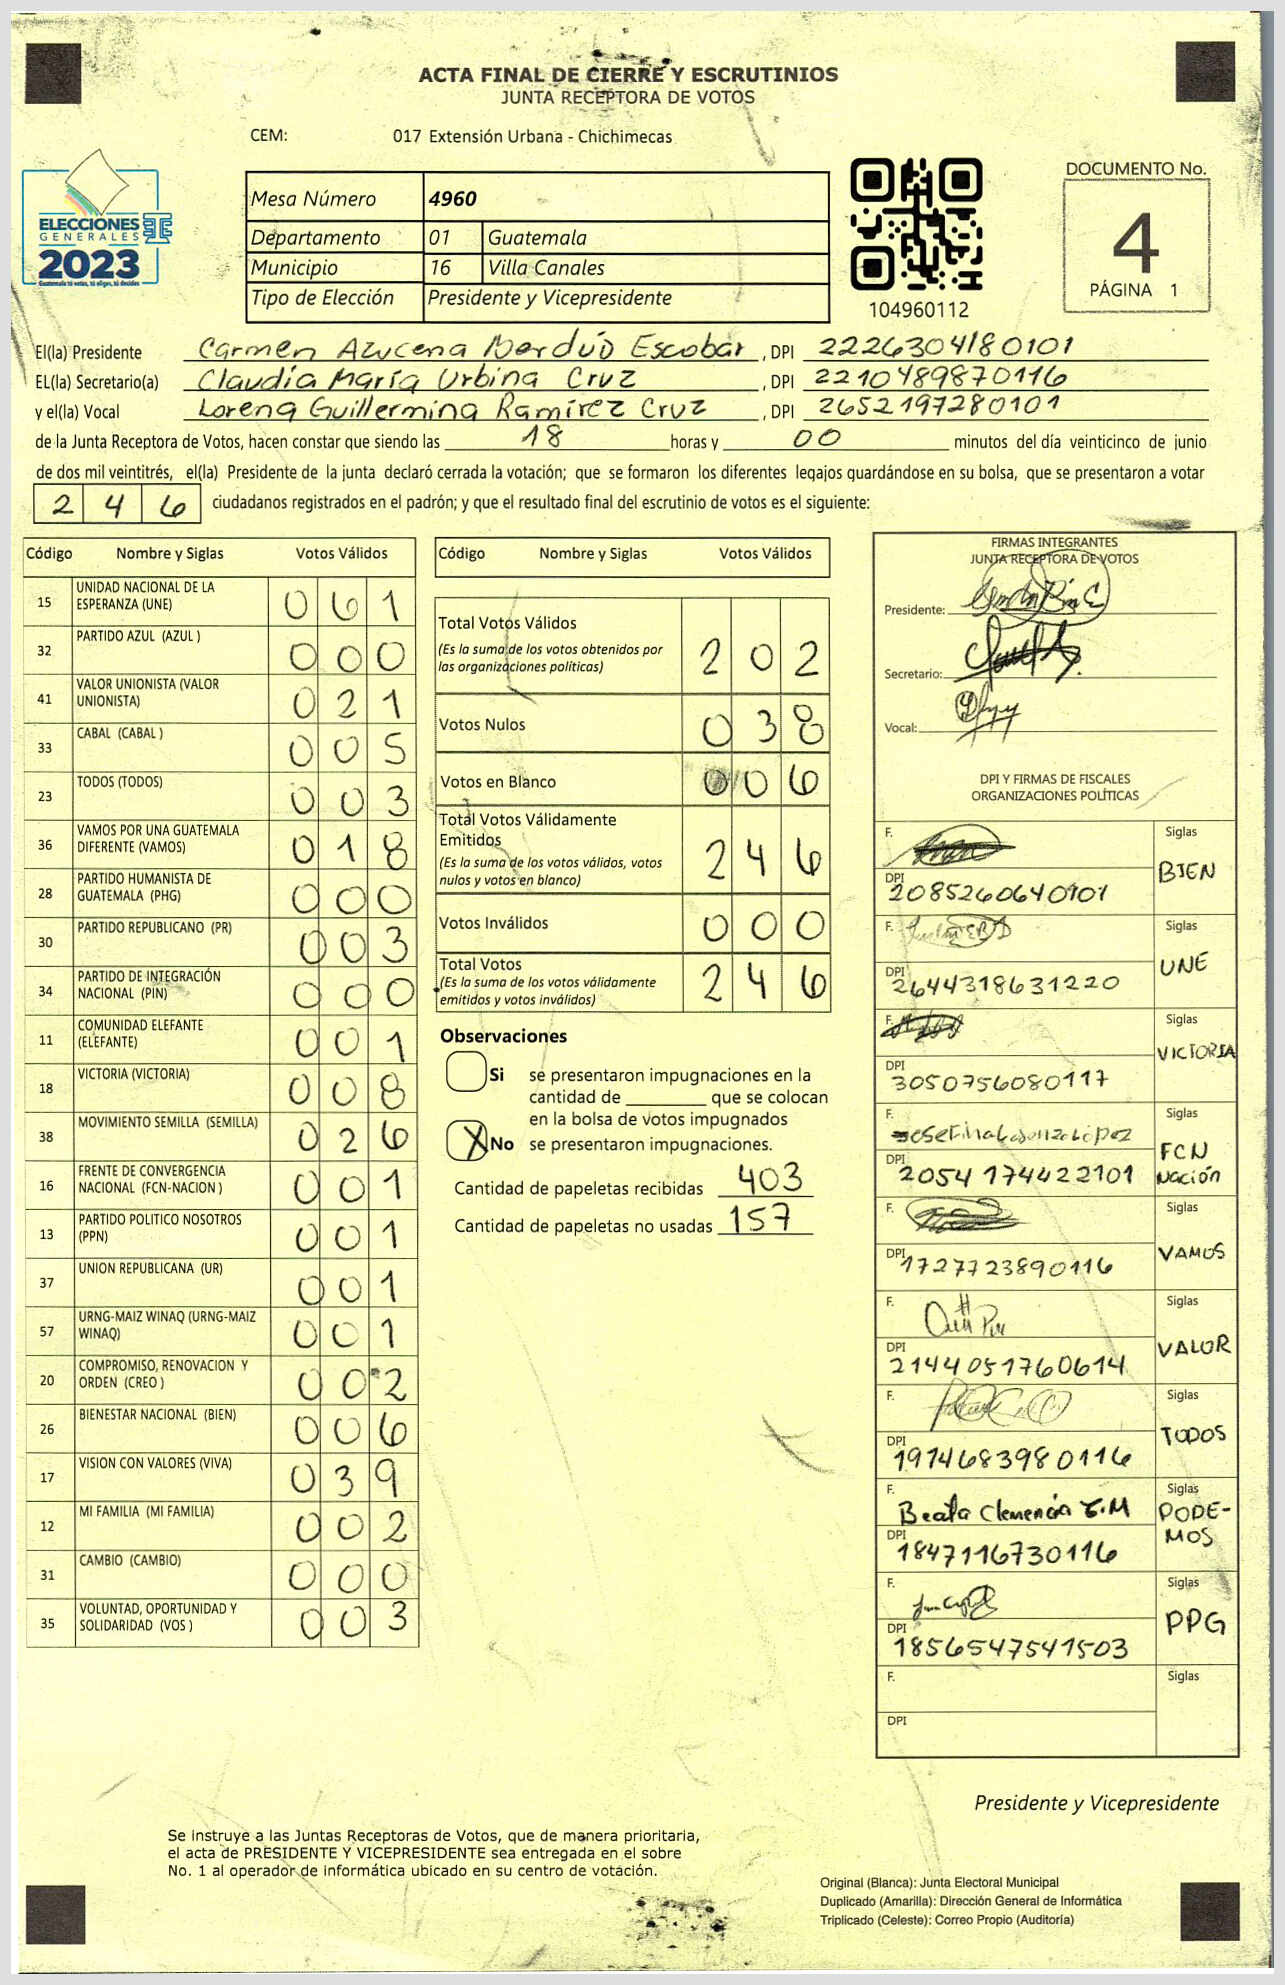 ACTA FINAL DE CIERRE Y ESCRUTINIOS
JUNTA RECEPTORA DE VOTOS
CEM: 017 Extensión Urbana - Chichimecas
ELECCIONES
GENERALES
2023
Guatemala tú votas, tú eliges, tú decides
Mesa Número 4960
Departamento 01 Guatemala
Municipio 16 Villa Canales
Tipo de Elección Presidente y Vicepresidente
104960112
DOCUMENTO No.
4
PÁGINA 1
El(la) Presidente Carmen Azucena Berdúo Escobar, DPI 2226304180101
EL(la) Secretario(a) Claudia María Urbina Cruz, DPI 2210489870116
y el(la) Vocal Lorena Guillermina Ramírez Cruz, DPI 2652197280101
de la Junta Receptora de Votos, hacen constar que siendo las 18 horas y 00 minutos del día veinticinco de junio
de dos mil veintitrés, el(la) Presidente de la junta declaró cerrada la votación; que se formaron los diferentes legajos guardándose en su bolsa, que se presentaron a votar
2 4 6 ciudadanos registrados en el padrón; y que el resultado final del escrutinio de votos es el siguiente:
Código Nombre y Siglas Votos Válidos
15 UNIDAD NACIONAL DE LA ESPERANZA (UNE) 0 6 1
32 PARTIDO AZUL (AZUL ) 0 0 0
41 VALOR UNIONISTA (VALOR UNIONISTA) 0 2 1
33 CABAL (CABAL ) 0 0 5
23 TODOS (TODOS) 0 0 3
36 VAMOS POR UNA GUATEMALA DIFERENTE (VAMOS) 0 1 8
28 PARTIDO HUMANISTA DE GUATEMALA (PHG) 0 0 0
30 PARTIDO REPUBLICANO (PR) 0 0 3
34 PARTIDO DE INTEGRACIÓN NACIONAL (PIN) 0 0 0
11 COMUNIDAD ELEFANTE (ELEFANTE) 0 0 1
18 VICTORIA (VICTORIA) 0 0 8
38 MOVIMIENTO SEMILLA (SEMILLA) 0 2 6
16 FRENTE DE CONVERGENCIA NACIONAL (FCN-NACION ) 0 0 1
13 PARTIDO POLITICO NOSOTROS (PPN) 0 0 1
37 UNION REPUBLICANA (UR) 0 0 1
57 URNG-MAIZ WINAQ (URNG-MAIZ WINAQ) 0 0 1
20 COMPROMISO, RENOVACION Y ORDEN (CREO ) 0 0 2
26 BIENESTAR NACIONAL (BIEN) 0 0 6
17 VISION CON VALORES (VIVA) 0 3 9
12 MI FAMILIA (MI FAMILIA) 0 0 2
31 CAMBIO (CAMBIO) 0 0 0
35 VOLUNTAD, OPORTUNIDAD Y SOLIDARIDAD (VOS ) 0 0 3
Código Nombre y Siglas Votos Válidos
Total Votos Válidos
(Es la suma de los votos obtenidos por
las organizaciones políticas) 2 0 2
Votos Nulos 0 3 8
Votos en Blanco 0 0 6
Total Votos Válidamente
Emitidos
(Es la suma de los votos válidos, votos
nulos y votos en blanco) 2 4 6
Votos Inválidos 0 0 0
Total Votos
(Es la suma de los votos válidamente
emitidos y votos inválidos) 2 4 6
Observaciones
Si se presentaron impugnaciones en la
cantidad de ________ que se colocan
en la bolsa de votos impugnados
X No se presentaron impugnaciones.
Cantidad de papeletas recibidas 403
Cantidad de papeletas no usadas 157
FIRMAS INTEGRANTES
JUNTA RECEPTORA DE VOTOS
Presidente:
Secretario:
Vocal:
DPI Y FIRMAS DE FISCALES
ORGANIZACIONES POLÍTICAS
F. Siglas
DPI 2085260640101 BIEN
F. Siglas
DPI 2644318631220 UNE
F. Siglas
DPI 3050756080117 VICTORIA
F. Siglas
DPI 2054174422101 FCN Nación
F. Siglas
DPI 1727723890116 VAMOS
F. Siglas
DPI 2144051760614 VALOR
F. Siglas
DPI 1974683980116 TODOS
F. Beata Clemencia Siglas
DPI 1847116730116 PODE-MOS
F. Siglas
DPI 1856547541503 PPG
F. Siglas
DPI
Presidente y Vicepresidente
Se instruye a las Juntas Receptoras de Votos, que de manera prioritaria,
el acta de PRESIDENTE Y VICEPRESIDENTE sea entregada en el sobre
No. 1 al operador de informática ubicado en su centro de votación.
Original (Blanca): Junta Electoral Municipal
Duplicado (Amarilla): Dirección General de Informática
Triplicado (Celeste): Correo Propio (Auditoría)